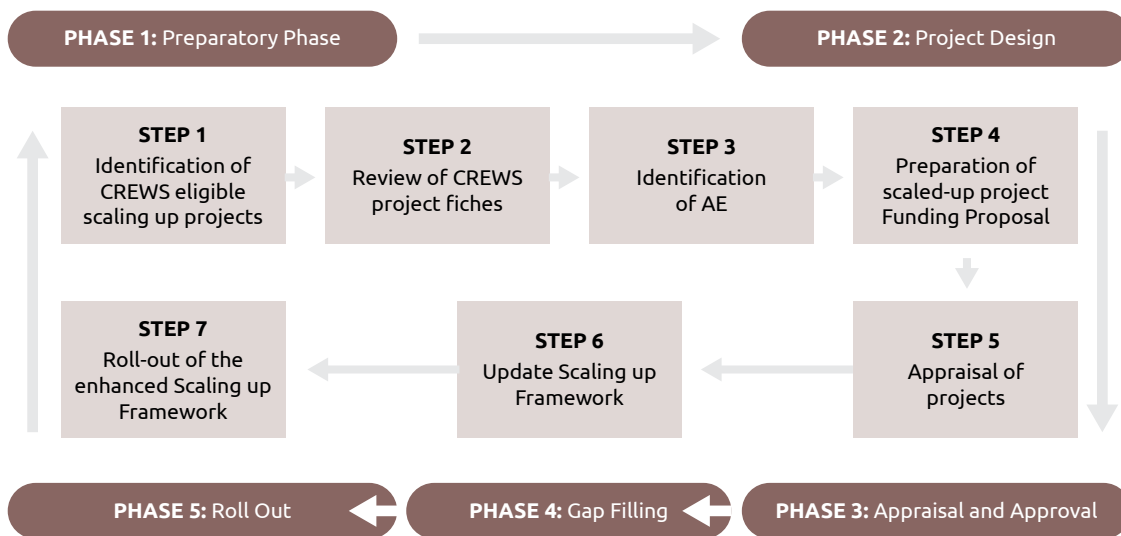 PHASE 1: Preparatory Phase
PHASE 2: Project Design
STEP 1
Identification of
CREWS eligible
scaling up projects
STEP 2
Review of CREWS
project fiches
STEP 3
Identification
of AE
STEP 4
Preparation of
scaled-up project
Funding Proposal
STEP 7
Roll-out of the
enhanced Scaling up
Framework
STEP 6
Update Scaling up
Framework
STEP 5
Appraisal of
projects
PHASE 5: Roll Out
PHASE 4: Gap Filling
PHASE 3: Appraisal and Approval